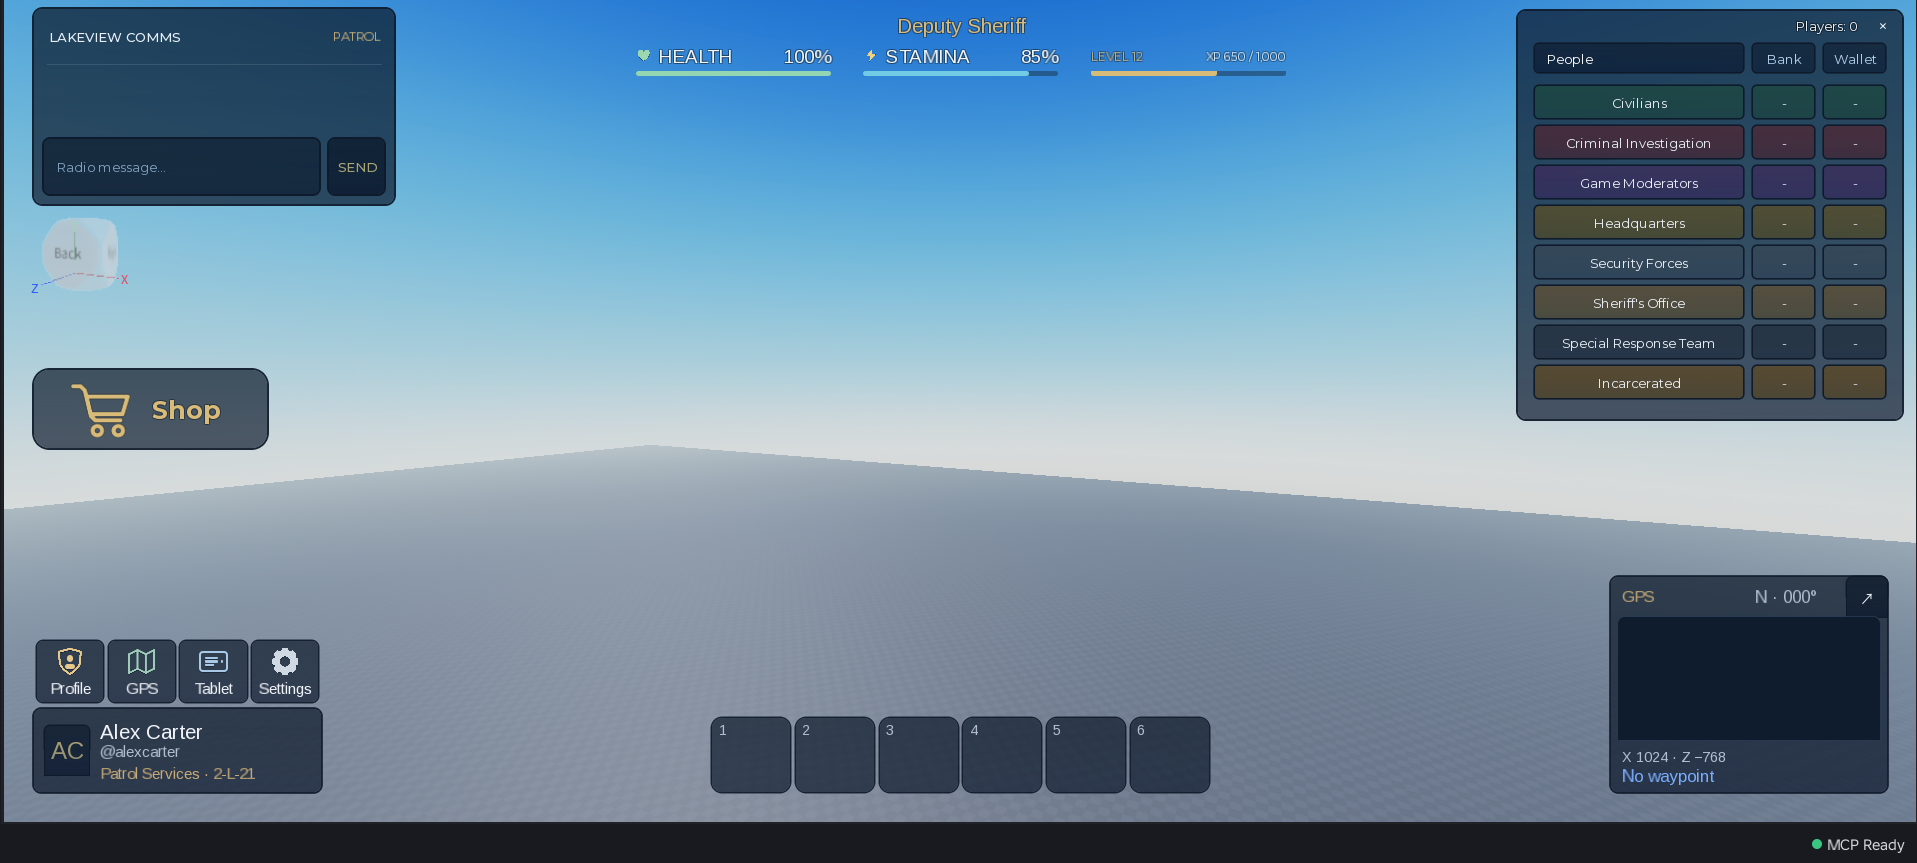 LAKEVIEW COMMS PATROL
Radio message...
SEND
Back
Z X
Shop
Deputy Sheriff
HEALTH 100% STAMINA 85% LEVEL 12 XP 650 / 1,000
Players: 0 ×
People Bank Wallet
Civilians - -
Criminal Investigation - -
Game Moderators - -
Headquarters - -
Security Forces - -
Sheriff's Office - -
Special Response Team - -
Incarcerated - -
Profile GPS Tablet Settings
AC
Alex Carter
@alexcarter
Patrol Services · 2-L-21
1 2 3 4 5 6
GPS N · 000° ↗
X 1024 · Z −768
No waypoint
MCP Ready